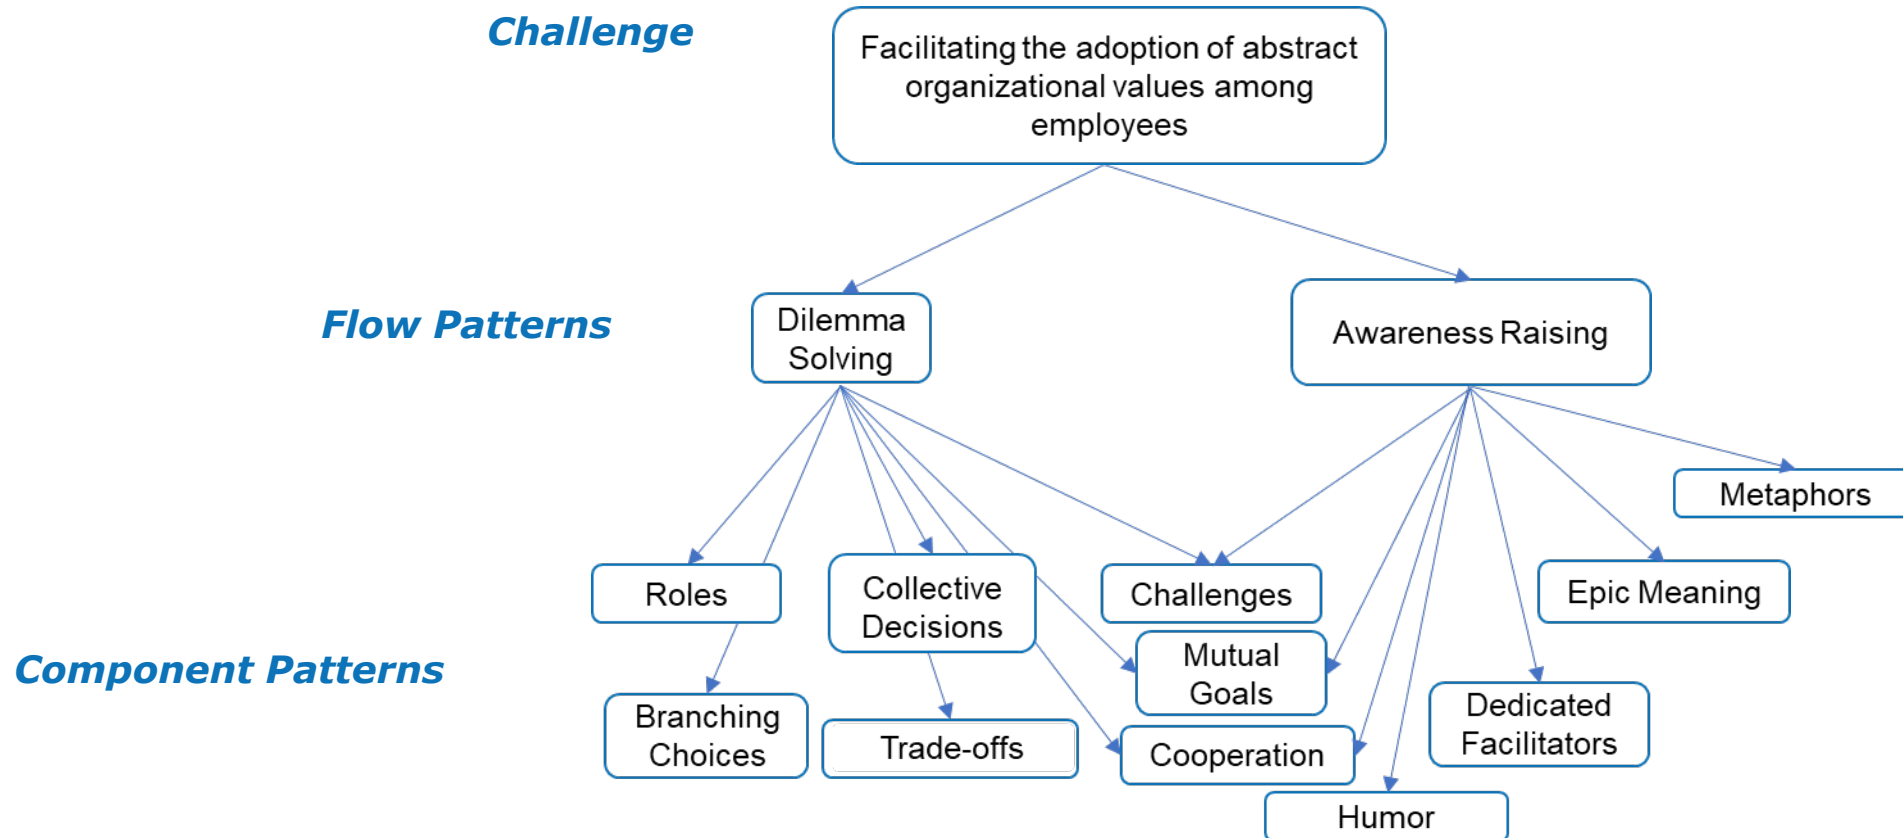 Challenge
Facilitating the adoption of abstract
organizational values among
employees
Flow Patterns
Dilemma
Solving
Awareness Raising
Metaphors
Component Patterns
Roles
Collective
Decisions
Challenges
Epic Meaning
Branching
Choices
Trade-offs
Mutual
Goals
Cooperation
Dedicated
Facilitators
Humor